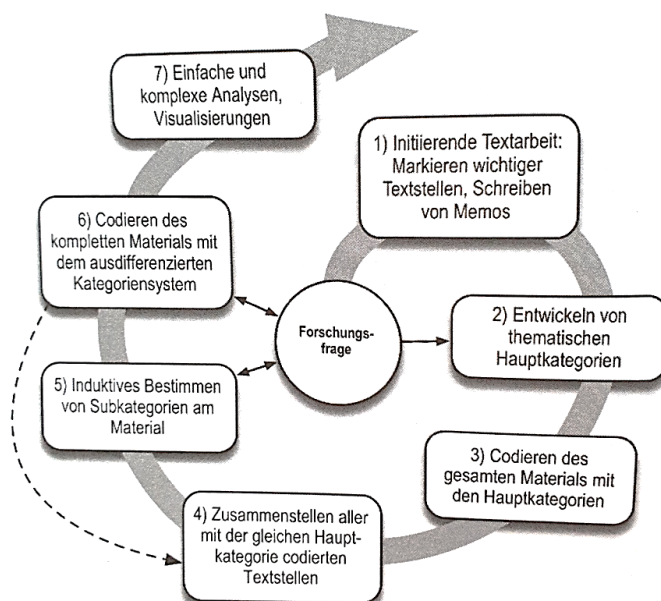 7) Einfache und
komplexe Analysen,
Visualisierungen
1) Initiierende Textarbeit:
Markieren wichtiger
Textstellen, Schreiben
von Memos
6) Codieren des
kompletten Materials mit
dem ausdifferenzierten
Kategoriensystem
Forschungs-
frage
2) Entwickeln von
thematischen
Hauptkategorien
5) Induktives Bestimmen
von Subkategorien am
Material
3) Codieren des
gesamten Materials mit
den Hauptkategorien
4) Zusammenstellen aller
mit der gleichen Haupt-
kategorie codierten
Textstellen